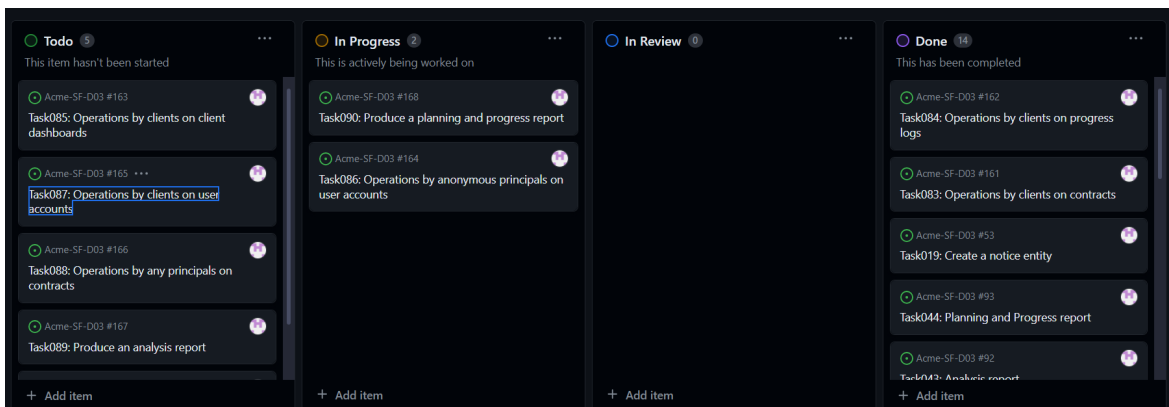 Todo 5 ...
This item hasn't been started
Acme-SF-D03 #163
Task085: Operations by clients on client
dashboards
Acme-SF-D03 #165 ...
Task087: Operations by clients on user
accounts
Acme-SF-D03 #166
Task088: Operations by any principals on
contracts
Acme-SF-D03 #167
Task089: Produce an analysis report
+ Add item
In Progress 2 ...
This is actively being worked on
Acme-SF-D03 #168
Task090: Produce a planning and progress report
Acme-SF-D03 #164
Task086: Operations by anonymous principals on
user accounts
+ Add item
In Review 0 ...
+ Add item
Done 14 ...
This has been completed
Acme-SF-D03 #162
Task084: Operations by clients on progress
logs
Acme-SF-D03 #161
Task083: Operations by clients on contracts
Acme-SF-D03 #53
Task019: Create a notice entity
Acme-SF-D03 #93
Task044: Planning and Progress report
Acme-SF-D03 #92
Task043: Analysis report
+ Add item